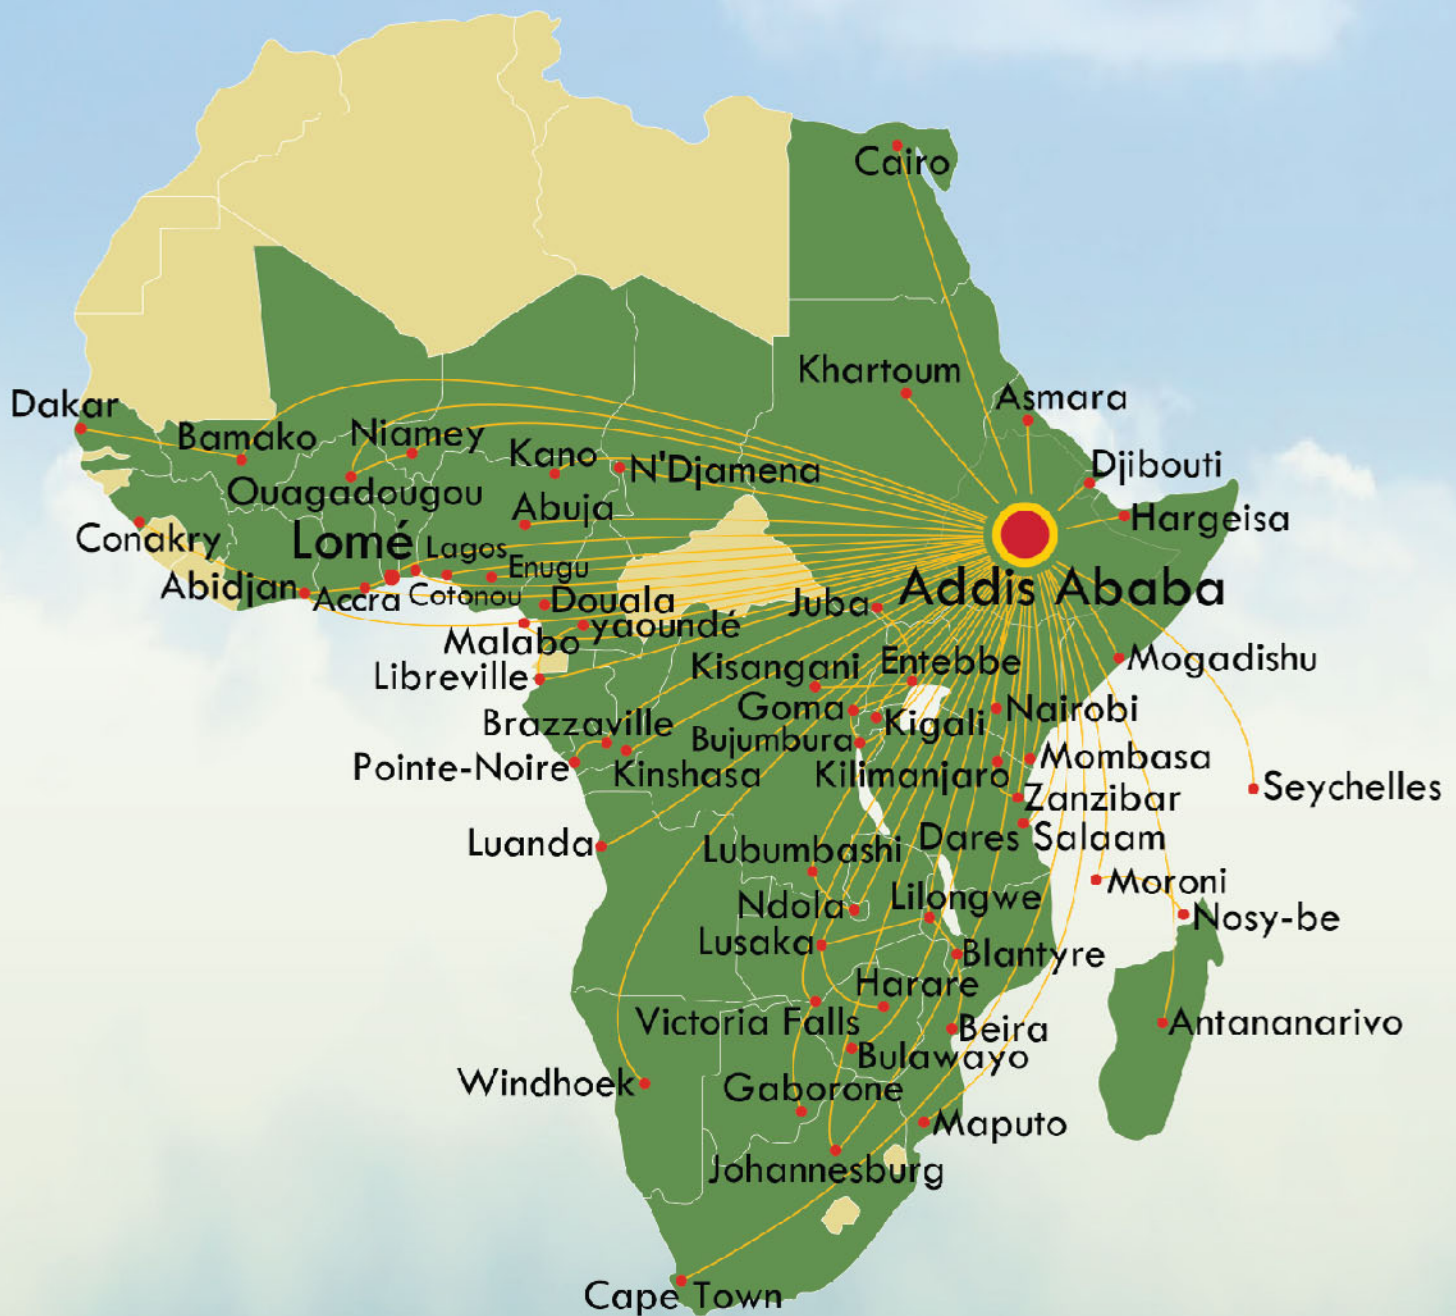 Cairo
Khartoum
Asmara
Dakar
Bamako
Niamey
Kano
N'Djamena
Djibouti
Ouagadougou
Abuja
Hargeisa
Conakry
Lomé
Lagos
Enugu
Abidjan
Accra
Cotonou
Douala
Juba
Addis Ababa
Malabo
yaoundé
Libreville
Kisangani
Entebbe
Mogadishu
Goma
Kigali
Nairobi
Brazzaville
Bujumbura
Pointe-Noire
Kinshasa
Kilimanjaro
Mombasa
Zanzibar
Seychelles
Luanda
Lubumbashi
Dares Salaam
Moroni
Ndola
Lilongwe
Nosy-be
Lusaka
Blantyre
Harare
Victoria Falls
Beira
Antananarivo
Bulawayo
Windhoek
Gaborone
Maputo
Johannesburg
Cape Town